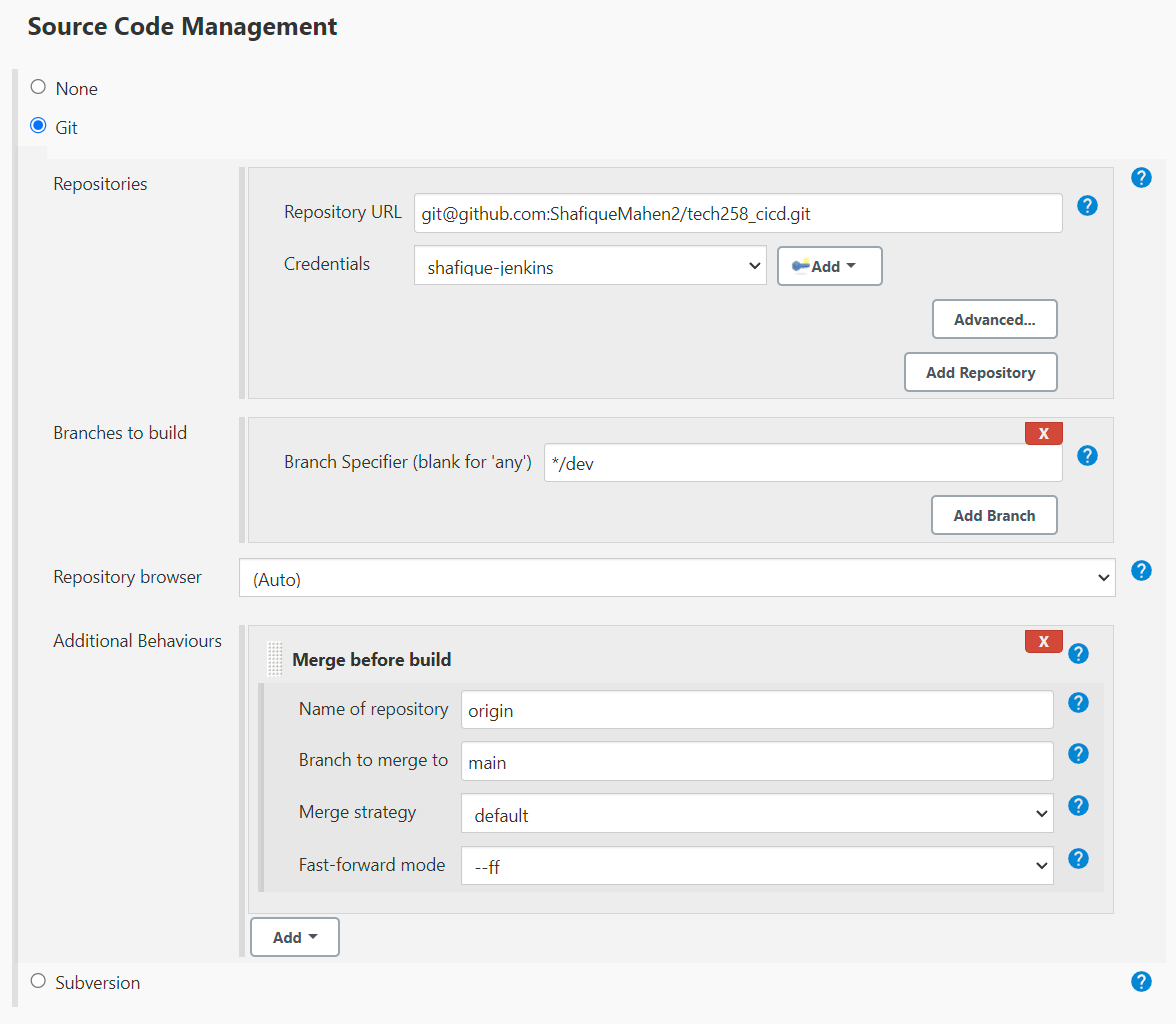 Source Code Management
None
Git
Repositories
Repository URL git@github.com:ShafiqueMahen2/tech258_cicd.git
Credentials shafique-jenkins Add
Advanced...
Add Repository
Branches to build
X
Branch Specifier (blank for 'any') */dev
Add Branch
Repository browser (Auto)
Additional Behaviours
X
Merge before build
Name of repository origin
Branch to merge to main
Merge strategy default
Fast-forward mode --ff
Add
Subversion